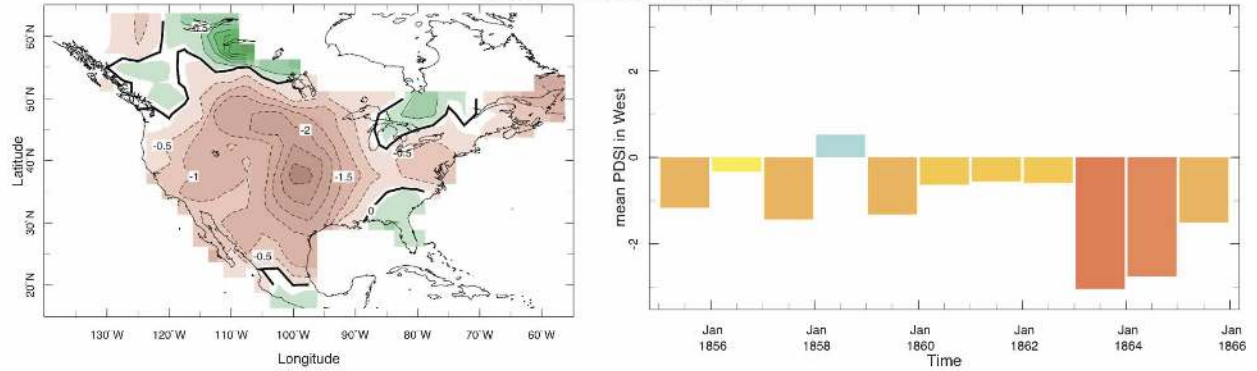 60˚N
50˚N
40˚N
30˚N
20˚N
Latitude
-0.5
-2
-0.5
-0.5
-1
-1.5
0
-0.5
130˚W
120˚W
110˚W
100˚W
90˚W
80˚W
70˚W
60˚W
Longitude
mean PDSI in West
2
0
-2
Jan
1856
Jan
1858
Jan
1860
Jan
1862
Jan
1864
Jan
1866
Time